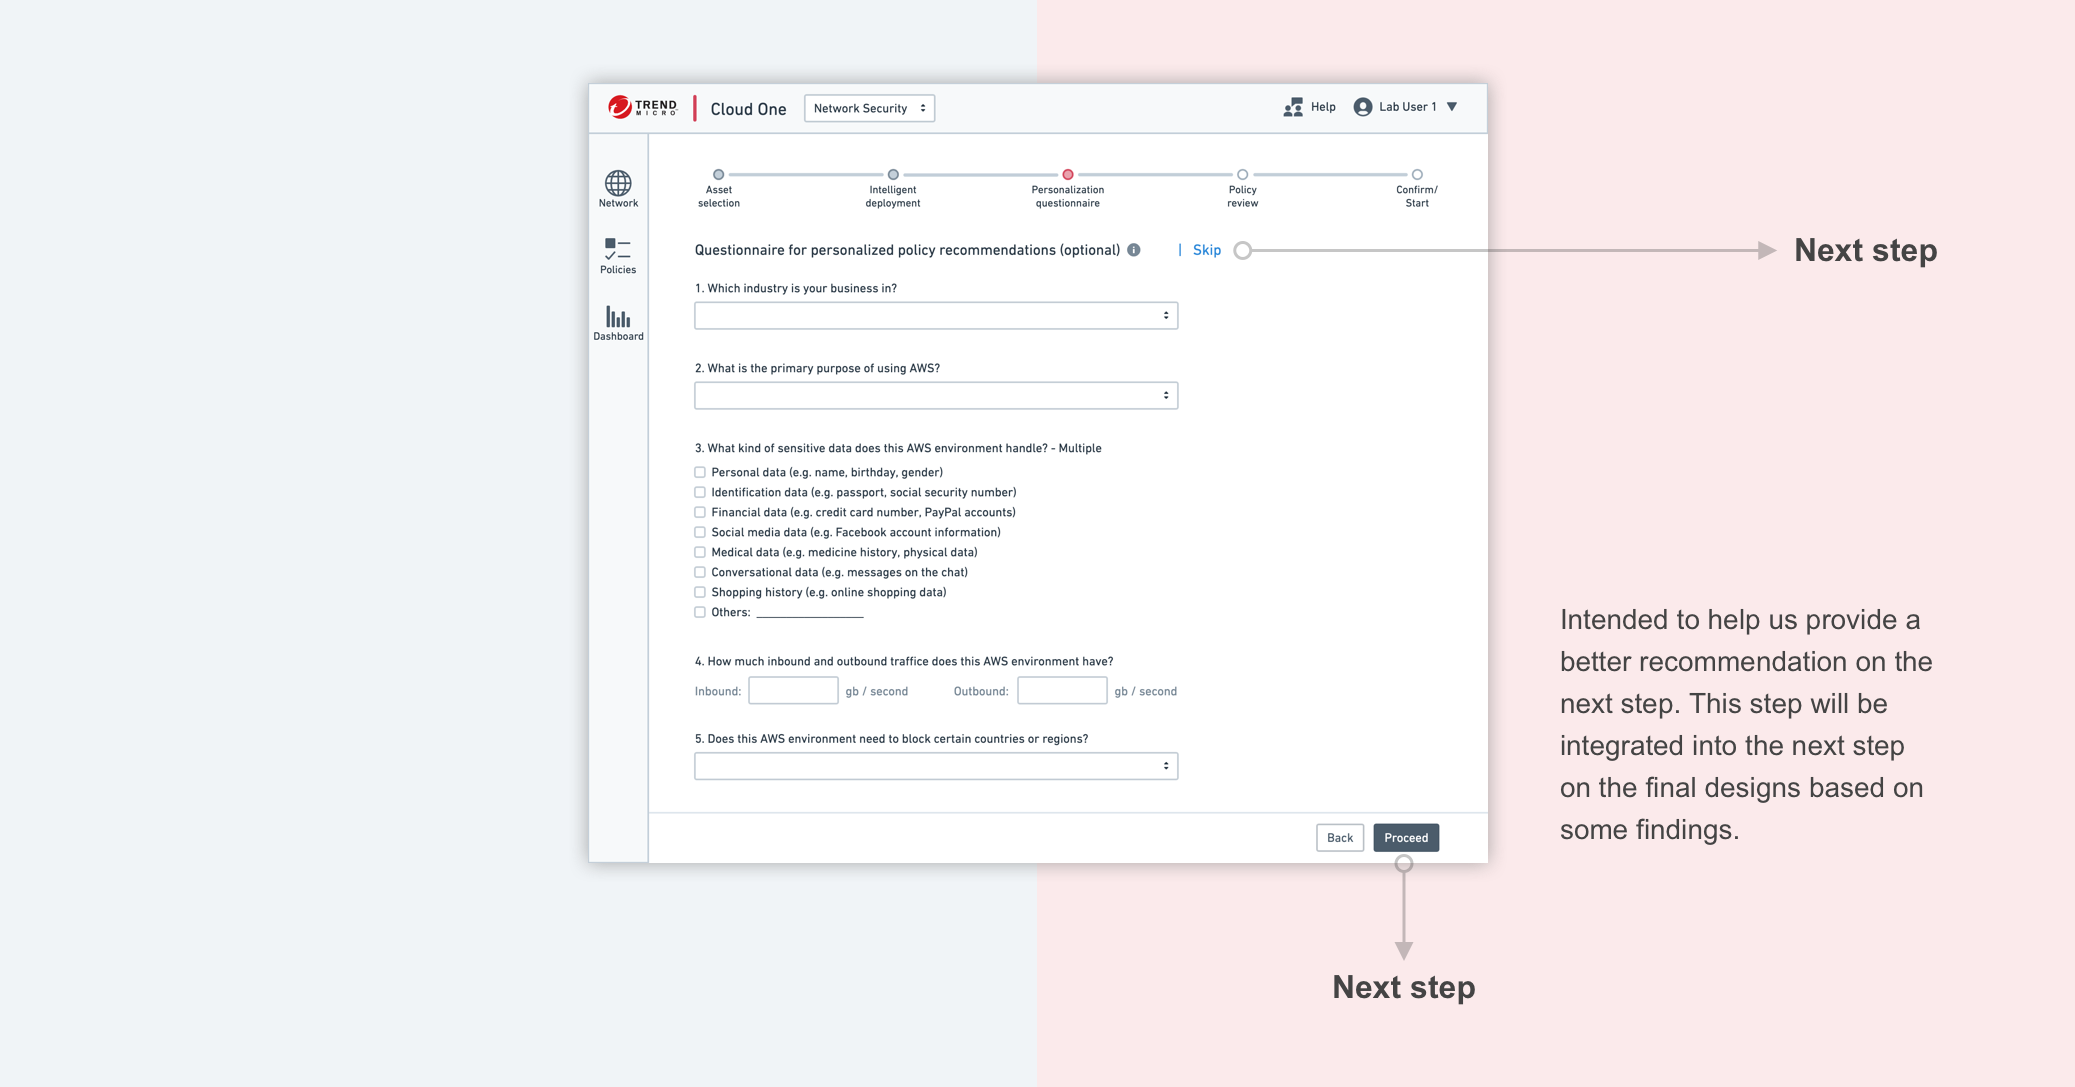 TREND MICRO
Cloud One
Network Security
Help
Lab User 1
Network
Policies
Dashboard
Asset
selection
Intelligent
deployment
Personalization
questionnaire
Policy
review
Confirm/
Start
Questionnaire for personalized policy recommendations (optional)
| Skip
Next step
1. Which industry is your business in?
2. What is the primary purpose of using AWS?
3. What kind of sensitive data does this AWS environment handle? - Multiple
Personal data (e.g. name, birthday, gender)
Identification data (e.g. passport, social security number)
Financial data (e.g. credit card number, PayPal accounts)
Social media data (e.g. Facebook account information)
Medical data (e.g. medicine history, physical data)
Conversational data (e.g. messages on the chat)
Shopping history (e.g. online shopping data)
Others:
4. How much inbound and outbound traffice does this AWS environment have?
Inbound: gb / second Outbound: gb / second
5. Does this AWS environment need to block certain countries or regions?
Back
Proceed
Next step
Intended to help us provide a
better recommendation on the
next step. This step will be
integrated into the next step
on the final designs based on
some findings.